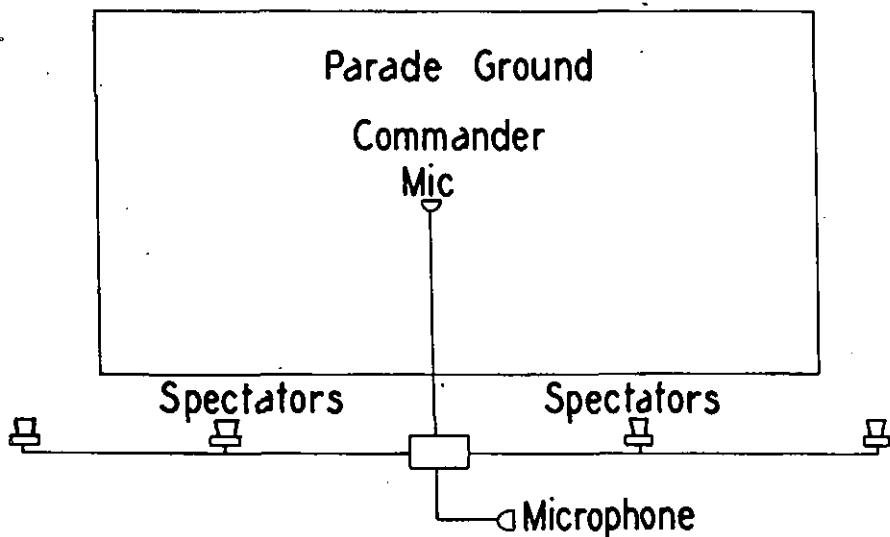 Parade Ground
Commander
Mic
Spectators Spectators
Microphone